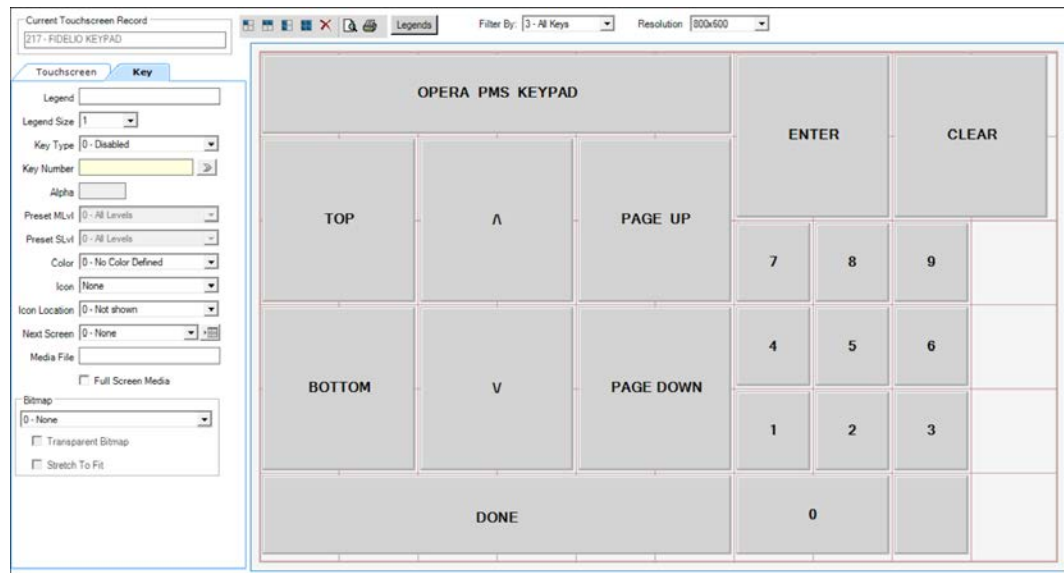 Current Touchscreen Record
217 - FIDELIO KEYPAD
Legends
Filter By: 3 - All Keys
Resolution 800x600
Touchscreen Key
Legend
Legend Size 1
Key Type 0 - Disabled
Key Number
Alpha
Preset MLvl 0 - All Levels
Preset SLvl 0 - All Levels
Color 0 - No Color Defined
Icon None
Icon Location 0 - Not shown
Next Screen 0 - None
Media File
Full Screen Media
Bitmap
0 - None
Transparent Bitmap
Stretch To Fit
OPERA PMS KEYPAD
ENTER CLEAR
TOP Λ PAGE UP
7 8 9
4 5 6
BOTTOM V PAGE DOWN
1 2 3
DONE 0